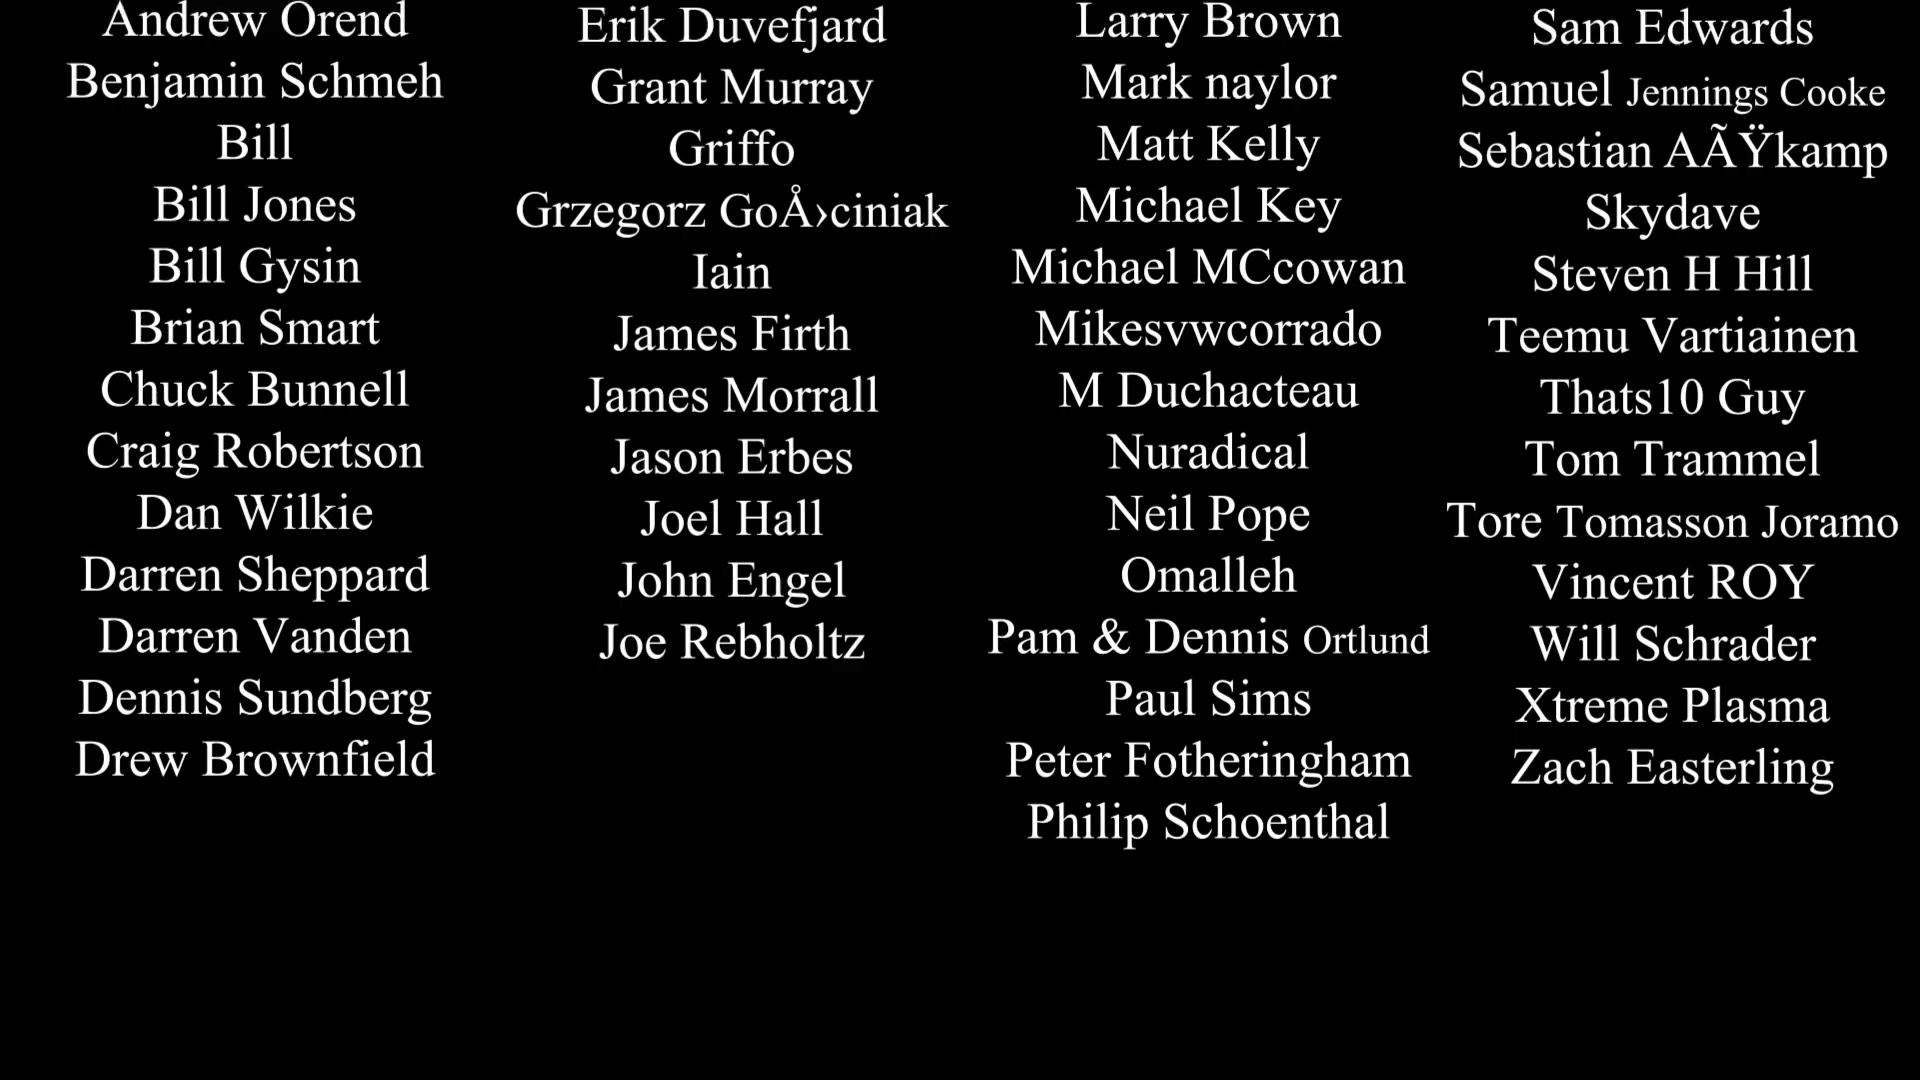 Andrew Orend
Benjamin Schmeh
Bill
Bill Jones
Bill Gysin
Brian Smart
Chuck Bunnell
Craig Robertson
Dan Wilkie
Darren Sheppard
Darren Vanden
Dennis Sundberg
Drew Brownfield
Erik Duvefjard
Grant Murray
Griffo
Grzegorz GoÅ›ciniak
Iain
James Firth
James Morrall
Jason Erbes
Joel Hall
John Engel
Joe Rebholtz
Larry Brown
Mark naylor
Matt Kelly
Michael Key
Michael MCcowan
Mikesvwcorrado
M Duchacteau
Nuradical
Neil Pope
Omalleh
Pam & Dennis Ortlund
Paul Sims
Peter Fotheringham
Philip Schoenthal
Sam Edwards
Samuel Jennings Cooke
Sebastian AÃŸkamp
Skydave
Steven H Hill
Teemu Vartiainen
Thats10 Guy
Tom Trammel
Tore Tomasson Joramo
Vincent ROY
Will Schrader
Xtreme Plasma
Zach Easterling